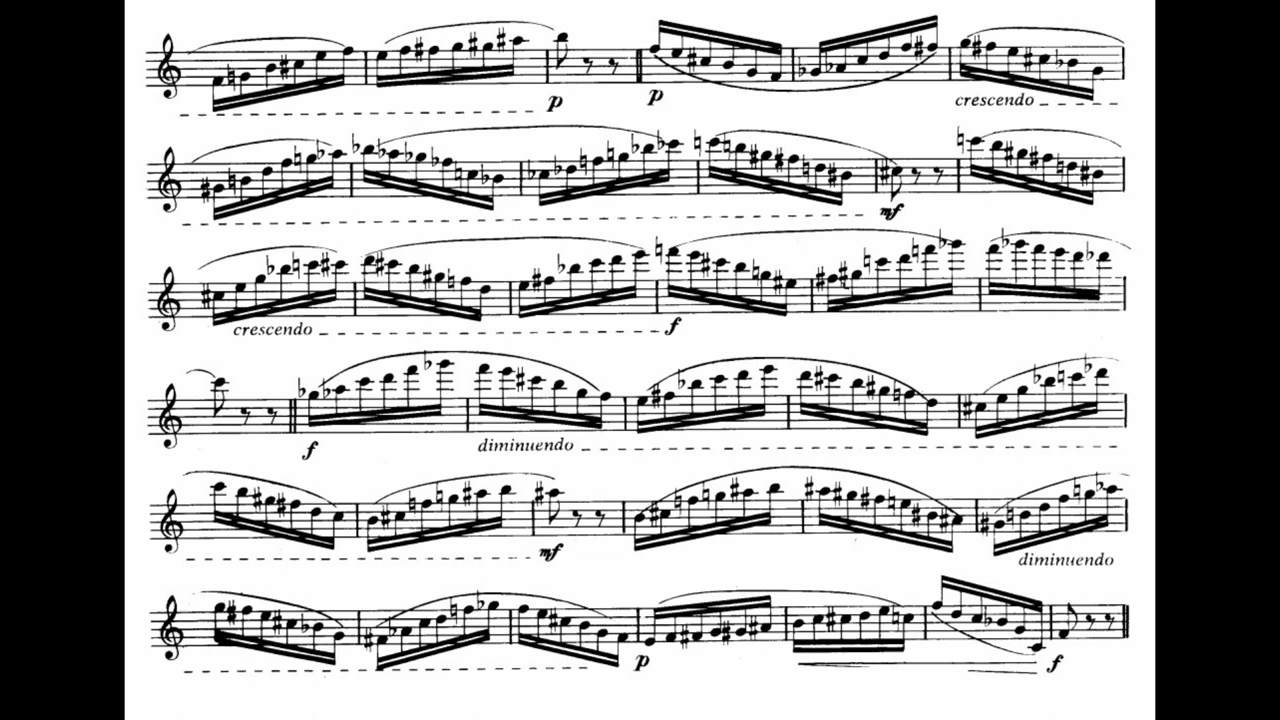 p p
crescendo
mf
crescendo f
f diminuendo
mf
diminuendo
p f